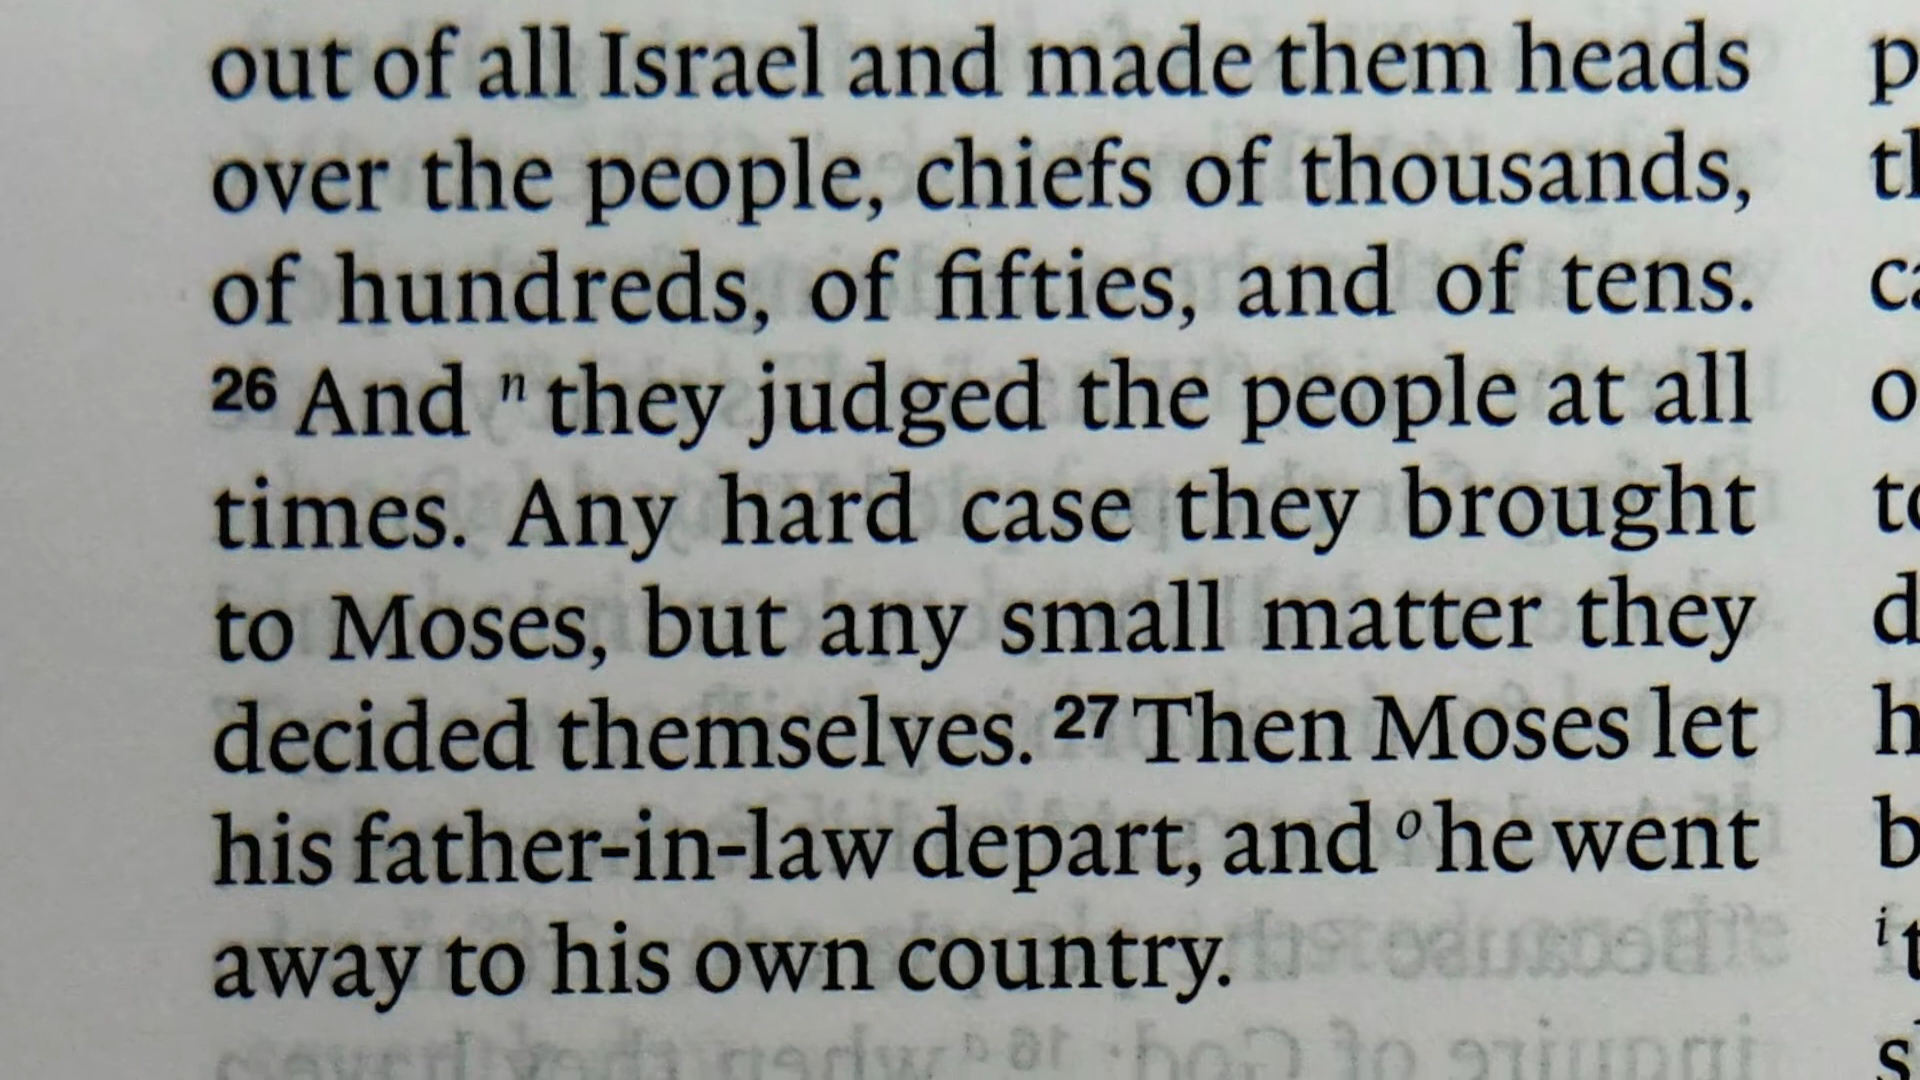 out of all Israel and made them heads
over the people, chiefs of thousands,
of hundreds, of fifties, and of tens.
26 And n they judged the people at all
times. Any hard case they brought
to Moses, but any small matter they
decided themselves. 27 Then Moses let
his father-in-law depart, and o he went
away to his own country.